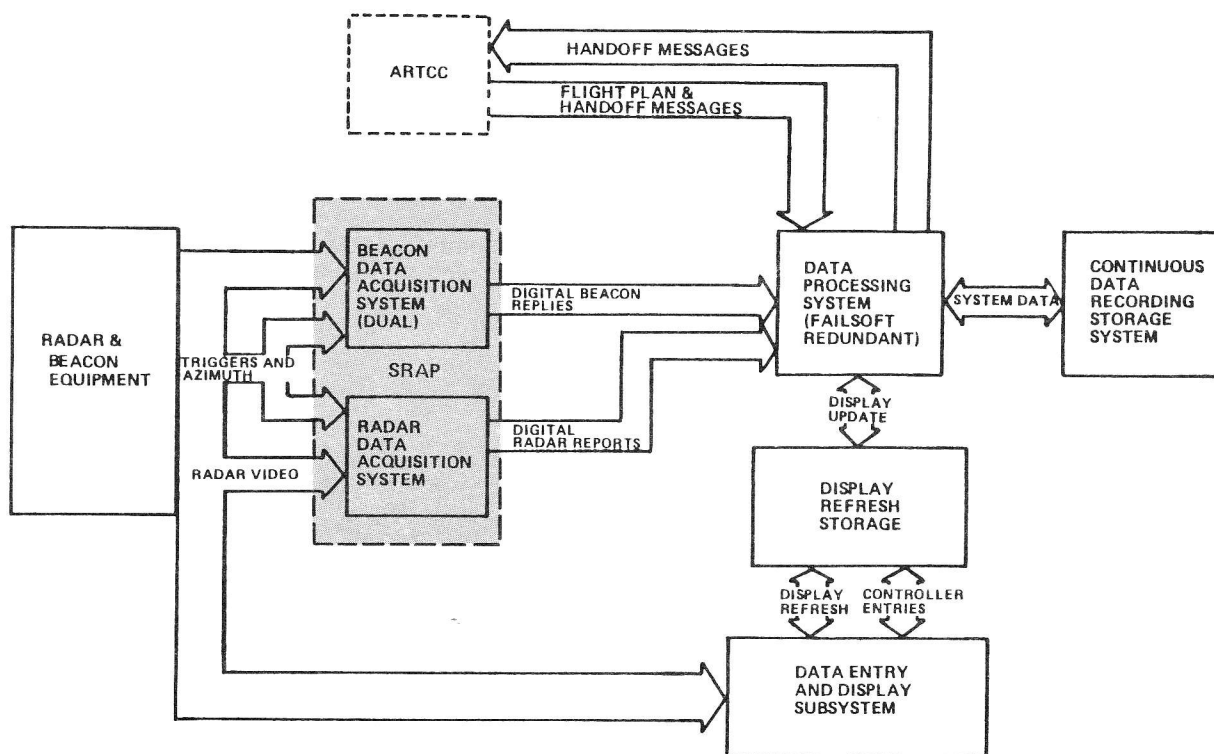 HANDOFF MESSAGES
ARTCC
FLIGHT PLAN &
HANDOFF MESSAGES
RADAR &
BEACON
EQUIPMENT
TRIGGERS AND
AZIMUTH
RADAR VIDEO
BEACON
DATA
ACQUISITION
SYSTEM
(DUAL)
SRAP
RADAR
DATA
ACQUISITION
SYSTEM
DIGITAL BEACON
REPLIES
DIGITAL
RADAR REPORTS
DATA
PROCESSING
SYSTEM
(FAILSOFT
REDUNDANT)
SYSTEM DATA
CONTINUOUS
DATA
RECORDING
STORAGE
SYSTEM
DISPLAY
UPDATE
DISPLAY
REFRESH
STORAGE
DISPLAY
REFRESH
CONTROLLER
ENTRIES
DATA ENTRY
AND DISPLAY
SUBSYSTEM